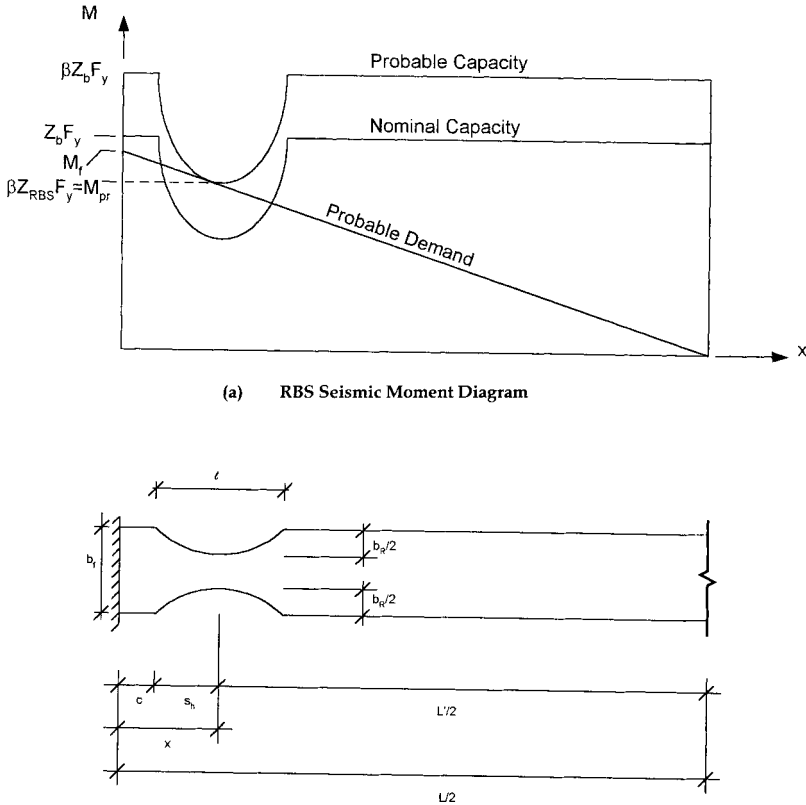 M
βZbFy
Probable Capacity
ZbFy
Nominal Capacity
Mf
βZRBSFy=Mpr
Probable Demand
x
(a) RBS Seismic Moment Diagram
ℓ
bf
bR/2
bR/2
c
sh
L'/2
x
L/2